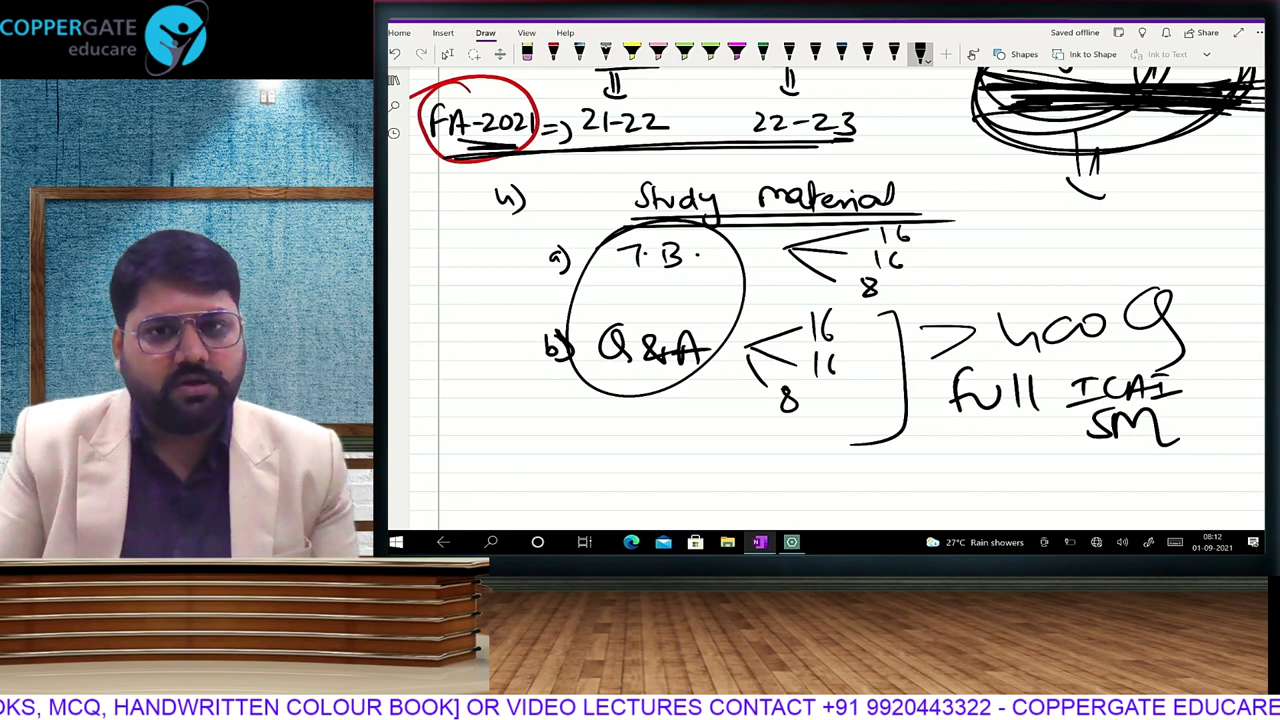 COPPERGATE
educare
Home Insert Draw View Help
Saved offline
Share
Shapes
Ink to Shape
Ink to Text
FA-2021 => 21-22 22-23
4) Study material
a) T.B.
16
16
8
b) Q & A
16
16
8
> 400 Q
full ICAI
SM
27°C Rain showers
08:12
01-09-2021
OKS, MCQ, HANDWRITTEN COLOUR BOOK] OR VIDEO LECTURES CONTACT +91 9920443322 - COPPERGATE EDUCARE